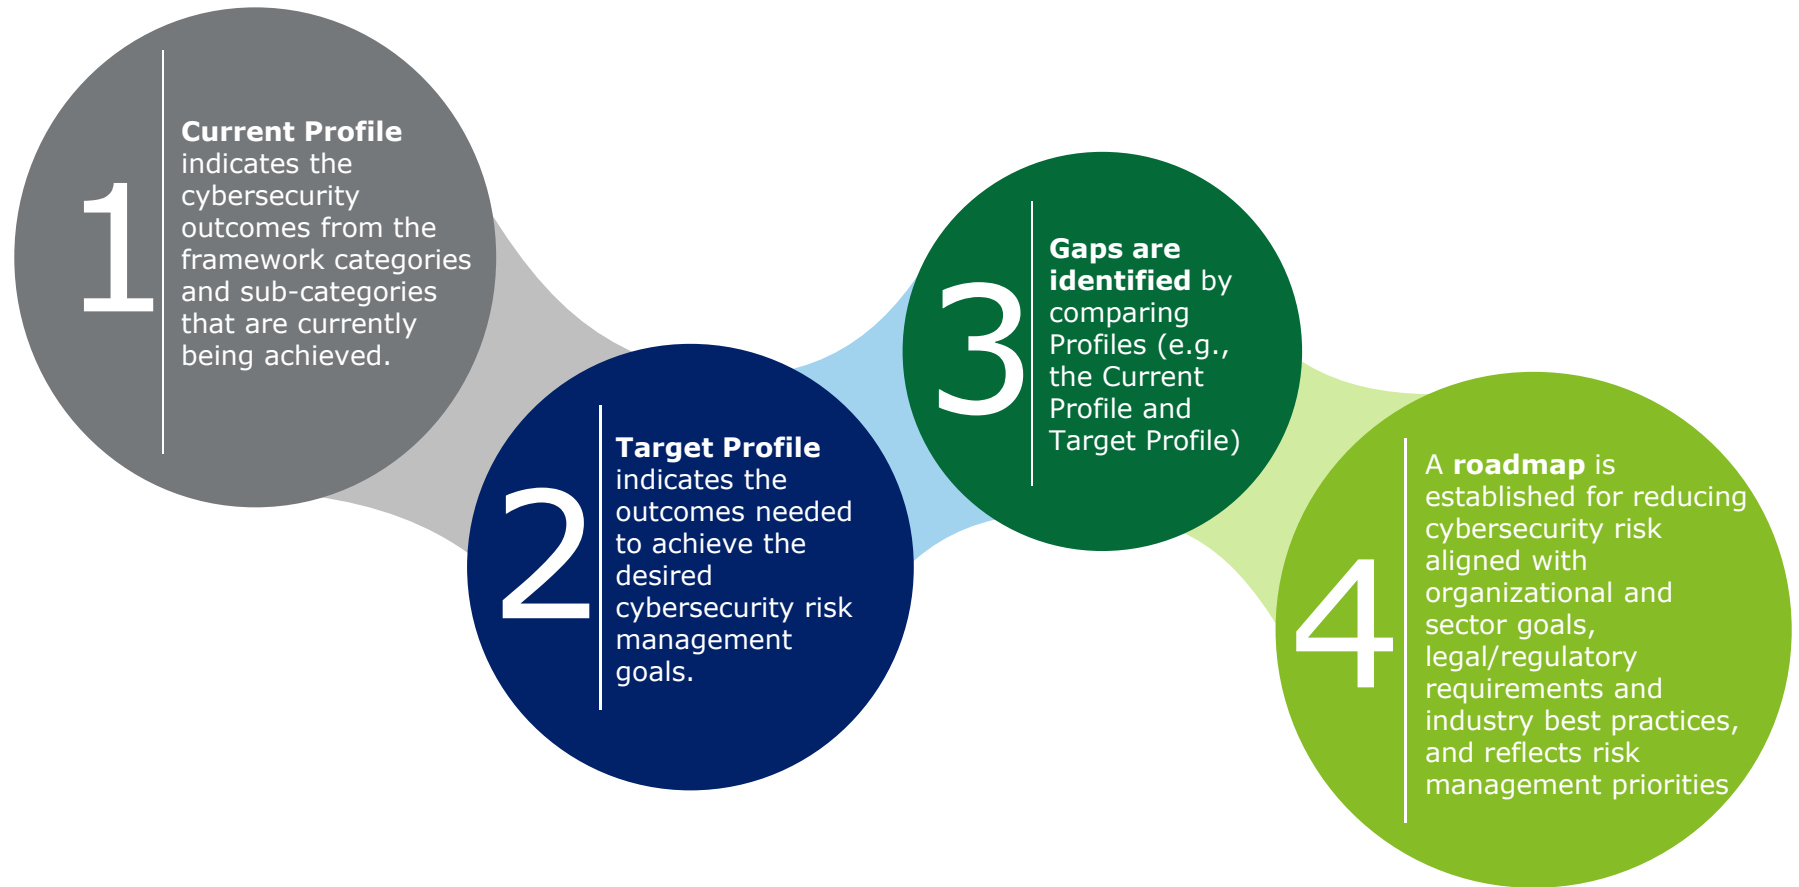 1
Current Profile
indicates the
cybersecurity
outcomes from the
framework categories
and sub-categories
that are currently
being achieved.
2
Target Profile
indicates the
outcomes needed
to achieve the
desired
cybersecurity risk
management
goals.
3
Gaps are
identified by
comparing
Profiles (e.g.,
the Current
Profile and
Target Profile)
4
A roadmap is
established for reducing
cybersecurity risk
aligned with
organizational and
sector goals,
legal/regulatory
requirements and
industry best practices,
and reflects risk
management priorities